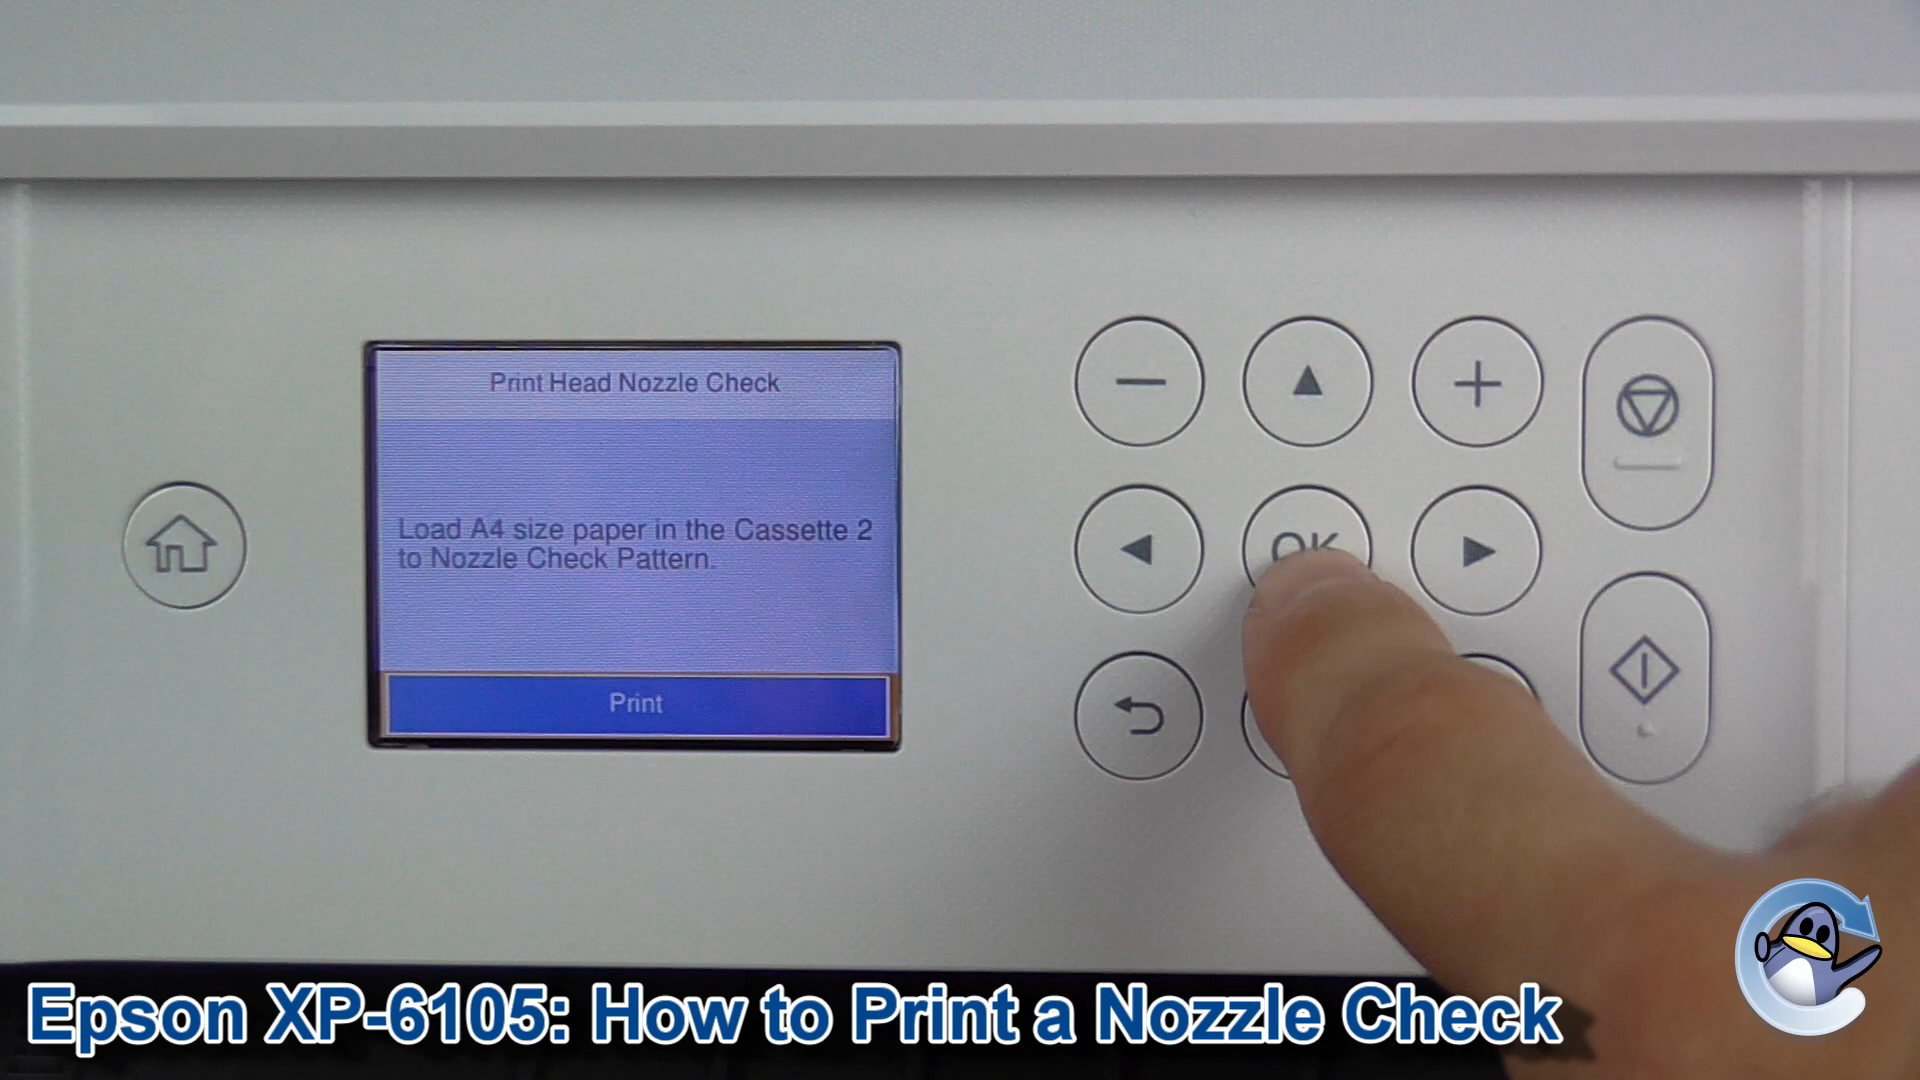 Print Head Nozzle Check
Load A4 size paper in the Cassette 2
to Nozzle Check Pattern.
Print
OK
Epson XP-6105: How to Print a Nozzle Check